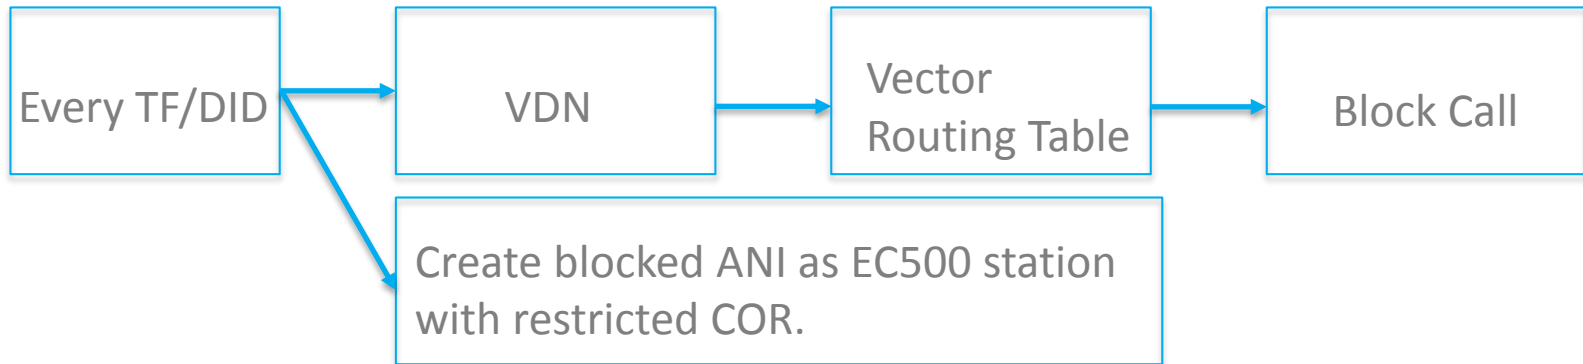 Every TF/DID
VDN
Vector
Routing Table
Block Call
Create blocked ANI as EC500 station
with restricted COR.